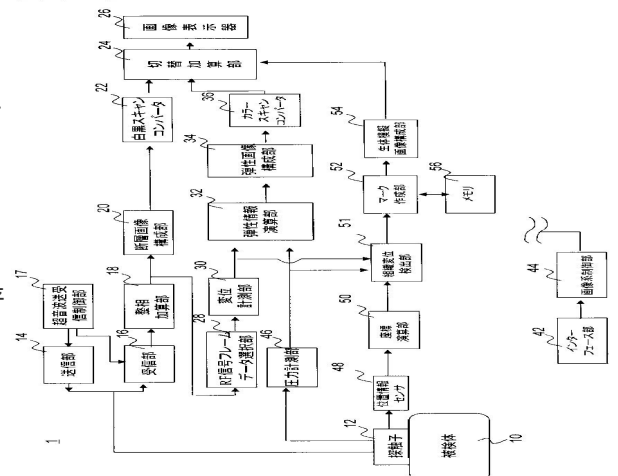 26
画像表示器
24
切替加算部
22
白黒スキャン
コンバータ
36
カラー
スキャン
コンバータ
54
生体模擬
画像構成部
34
弾性画像
構成部
52
マーク
作成部
56
メモリ
20
断層画像
構成部
32
弾性情報
演算部
51
組織変位
検出部
17
超音波送受
信制御部
18
整相
加算部
30
変位
計測部
50
座標
演算部
44
画像系制御部
14
送信部
16
受信部
28
RF信号フレーム
データ選択部
46
圧力計測部
48
位置情報
センサ
42
インター
フェース部
1
12
探触子
被検体
10